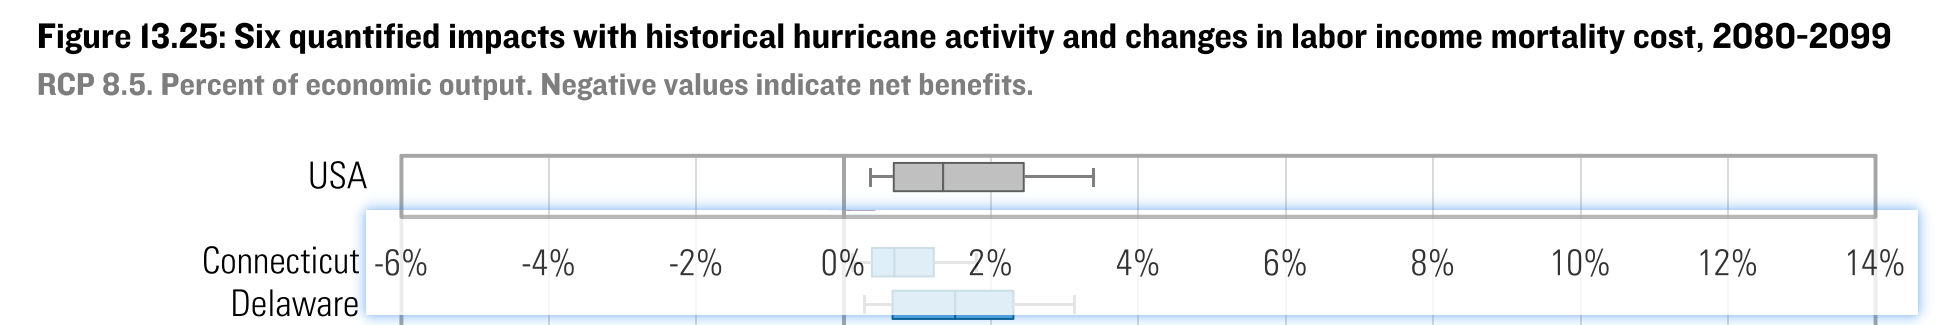 Figure 13.25: Six quantified impacts with historical hurricane activity and changes in labor income mortality cost, 2080-2099
RCP 8.5. Percent of economic output. Negative values indicate net benefits.
USA
Connecticut -6% -4% -2% 0% 2% 4% 6% 8% 10% 12% 14%
Delaware